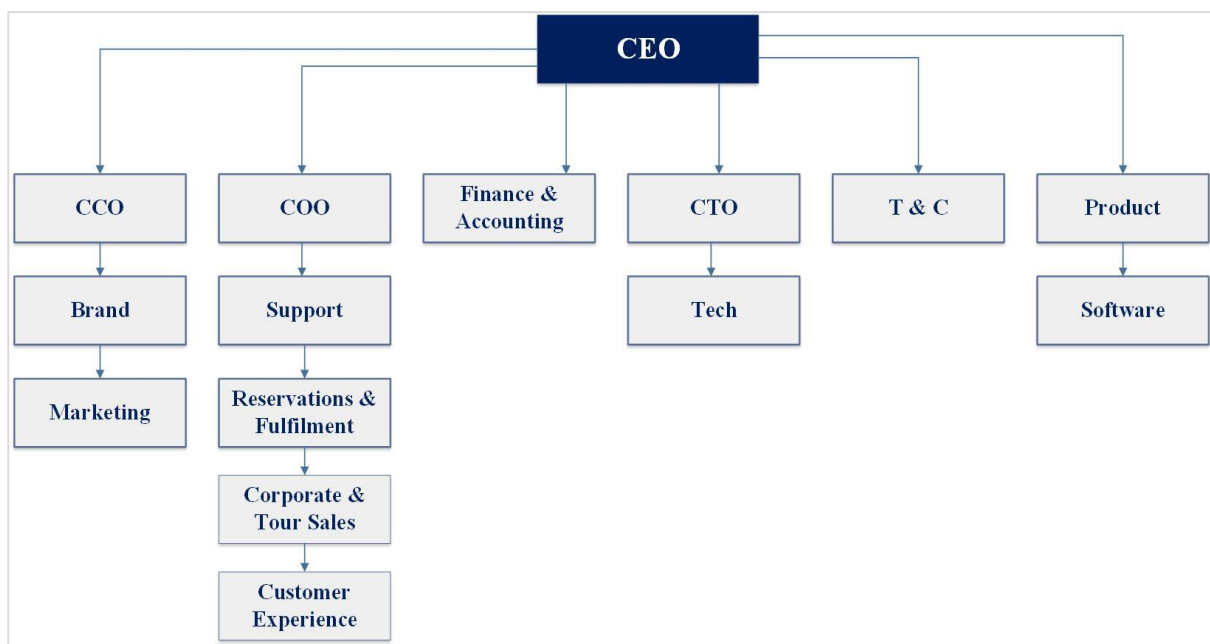 CEO
CCO
COO
Finance &
Accounting
CTO
T & C
Product
Brand
Support
Tech
Software
Marketing
Reservations &
Fulfilment
Corporate &
Tour Sales
Customer
Experience